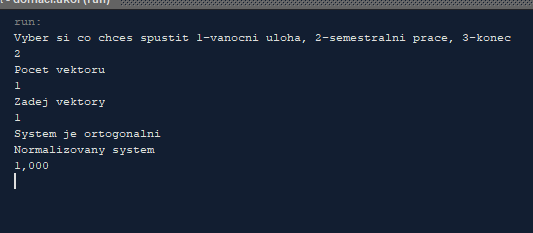 domaci.ukol (run)
run:
Vyber si co chces spustit 1-vanocni uloha, 2-semestralni prace, 3-konec
2
Pocet vektoru
1
Zadej vektory
1
System je ortogonalni
Normalizovany system
1,000